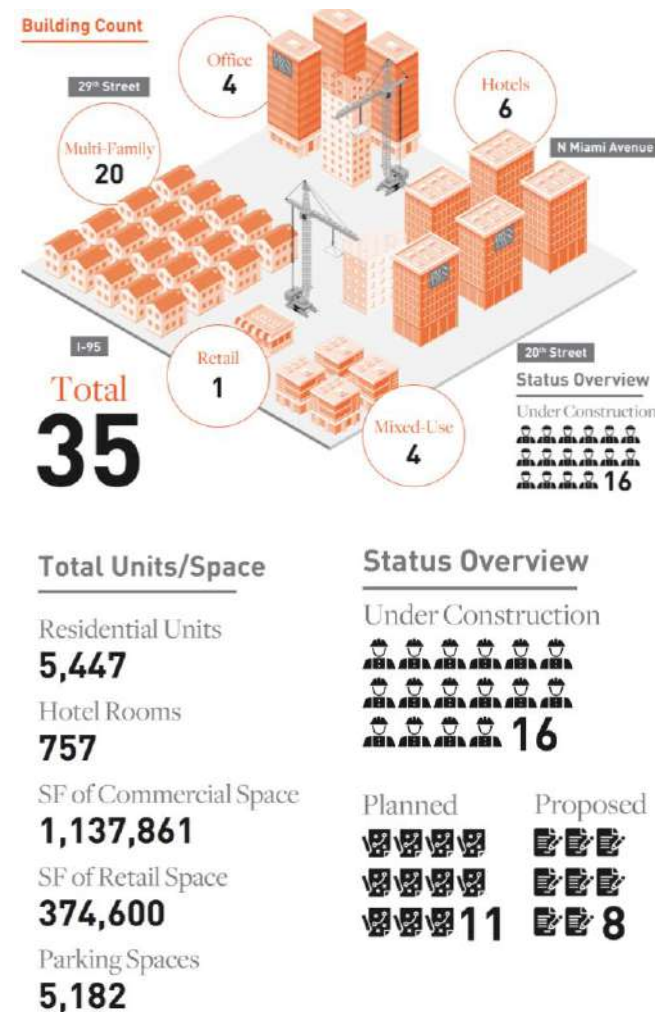 Building Count
Office
4
29th Street
Hotels
6
Multi-Family
20
N Miami Avenue
I-95
Total
35
Retail
1
Mixed-Use
4
20th Street
Status Overview
Under Construction
16
Total Units/Space
Residential Units
5,447
Hotel Rooms
757
SF of Commercial Space
1,137,861
SF of Retail Space
374,600
Parking Spaces
5,182
Status Overview
Under Construction
16
Planned
11
Proposed
8